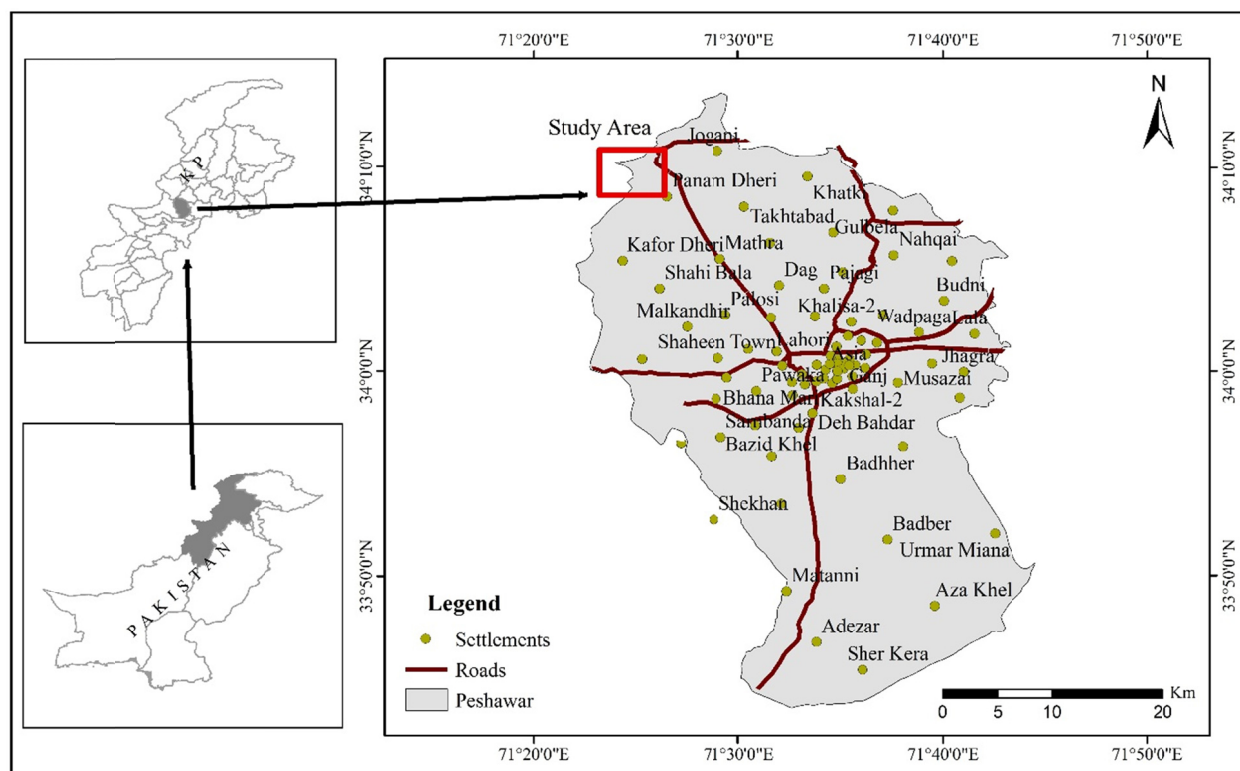 71°20'0"E 71°30'0"E 71°40'0"E 71°50'0"E
N
Study Area
Jogani
34°10'0"N
34°10'0"N
KP
Panam Dheri
Khatki
Takhtabad
Gulbela
Kafor Dheri
Mathra
Nahqai
Shahi Bala
Dag
Pajagi
Budni
Malkandhir
Palosi
Khalisa-2
Wadpaga
Lala
Shaheen Town
Lahori
Asia
Jhagra
34°0'0"N
34°0'0"N
Pawaka
Ganj
Musazai
Bhana Mari
Kakshal-2
Sarbanda
Deh Bahdar
Bazid Khel
Badhher
Shekhan
Badber
Urmar Miana
PAKISTAN
33°50'0"N
33°50'0"N
Matanni
Aza Khel
Adezar
Sher Kera
Legend
Settlements
Roads
Peshawar
Km
0 5 10 20
71°20'0"E 71°30'0"E 71°40'0"E 71°50'0"E